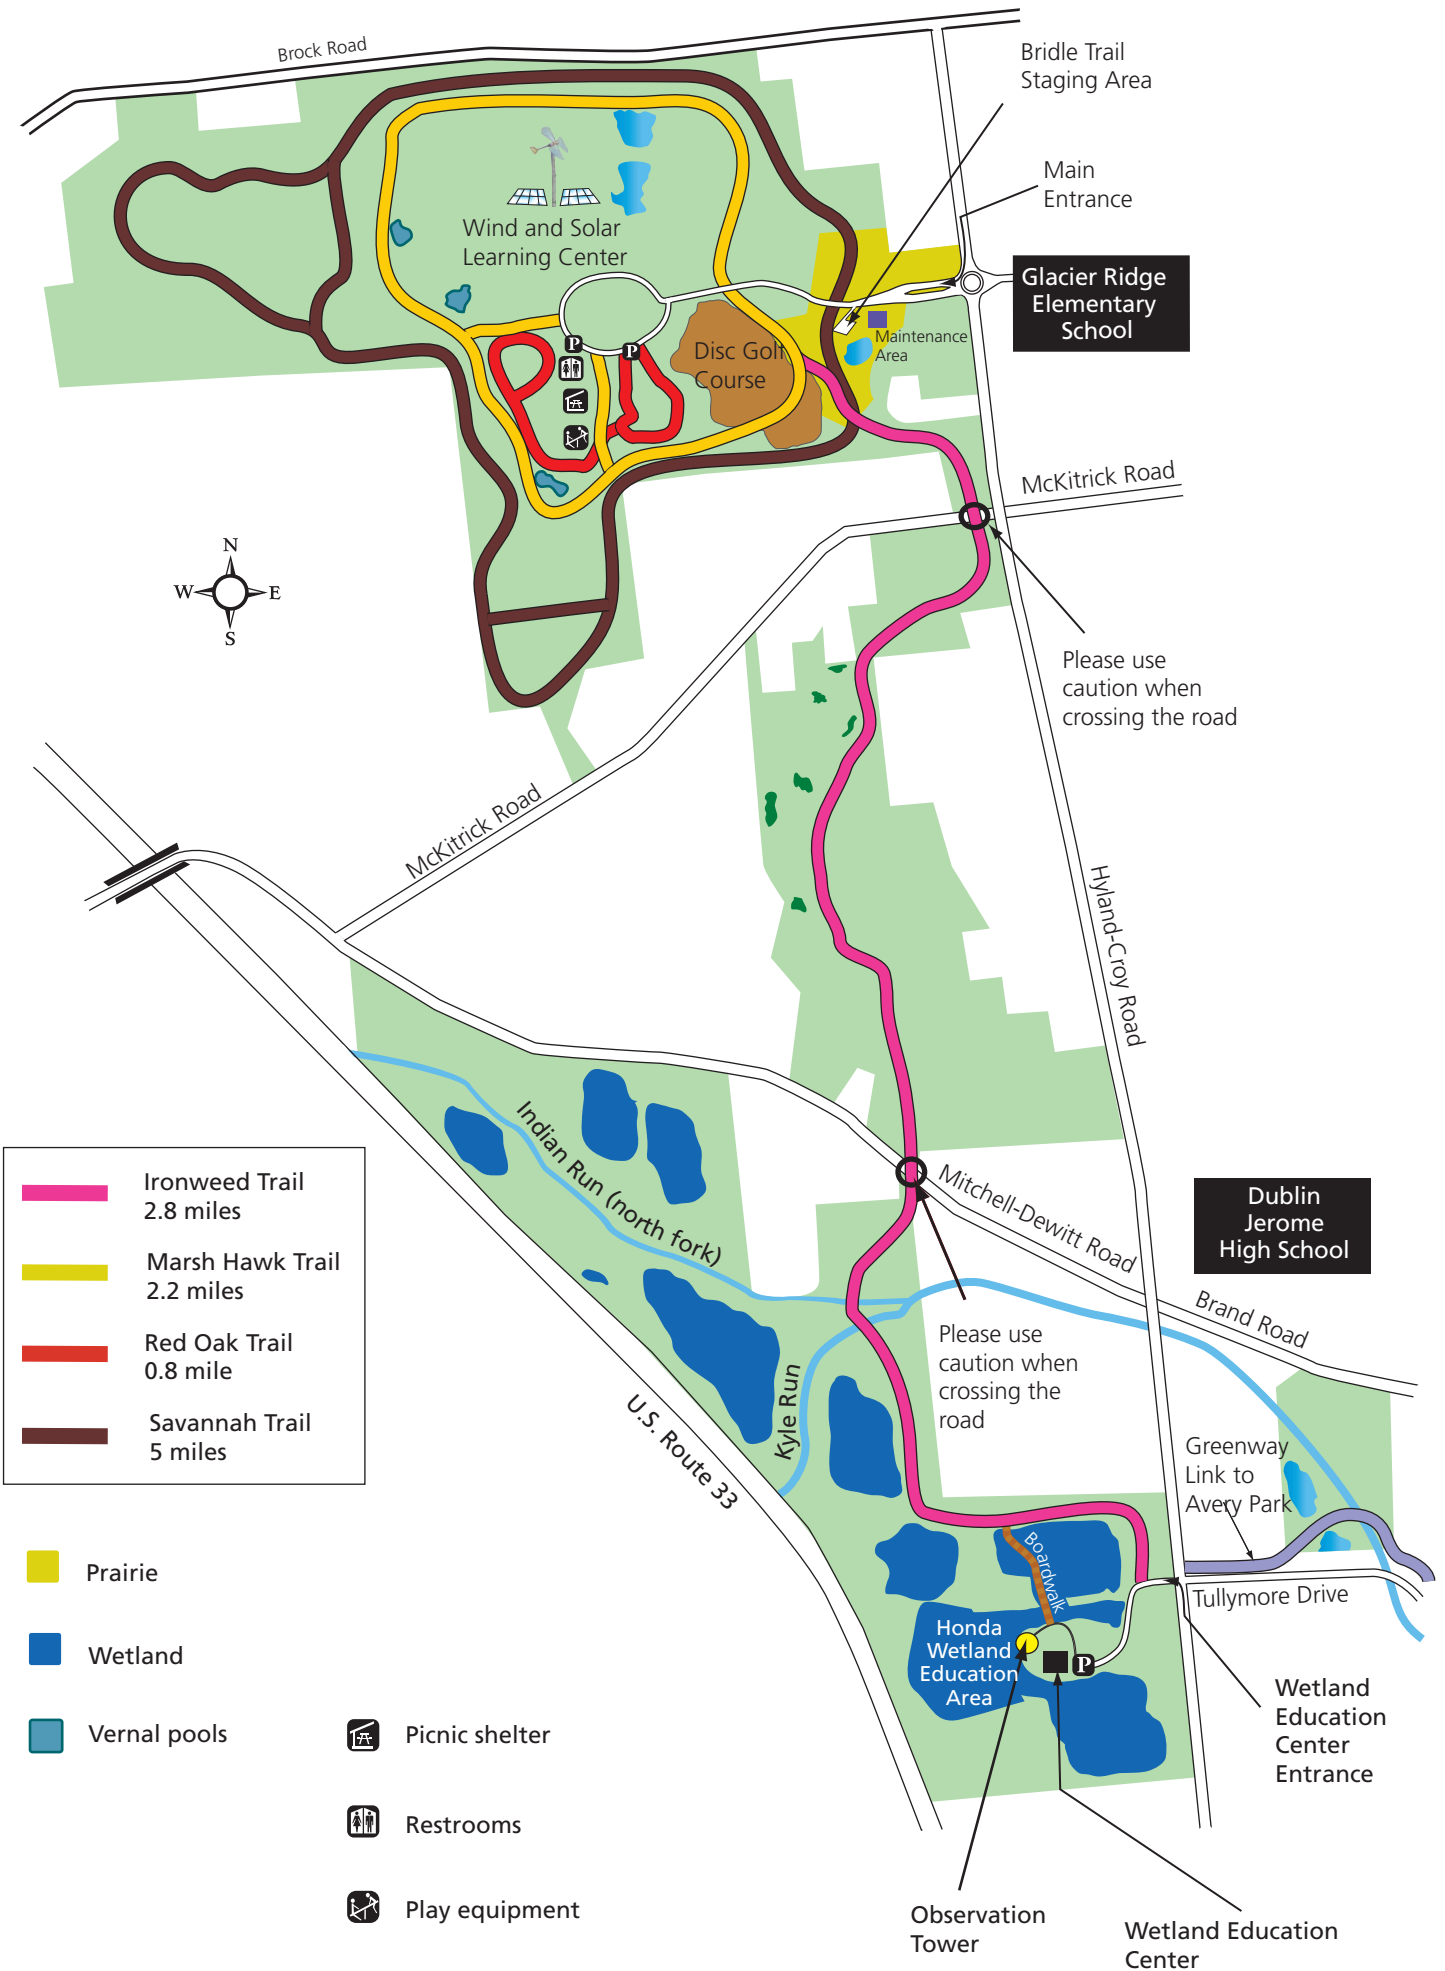 Brock Road
Bridle Trail
Staging Area
Main
Entrance
Wind and Solar
Learning Center
Glacier Ridge
Elementary
School
Maintenance
Area
Disc Golf
Course
P
P
McKitrick Road
N
W
E
S
Please use
caution when
crossing the road
McKitrick Road
Hyland-Croy Road
Indian Run (north fork)
Mitchell-Dewitt Road
Dublin
Jerome
High School
Brand Road
Ironweed Trail
2.8 miles
Marsh Hawk Trail
2.2 miles
Red Oak Trail
0.8 mile
Savannah Trail
5 miles
Please use
caution when
crossing the
road
Kyle Run
U.S. Route 33
Greenway
Link to
Avery Park
Boardwalk
Tullymore Drive
Honda
Wetland
Education
Area
P
Prairie
Wetland
Vernal pools
Picnic shelter
Restrooms
Play equipment
Wetland
Education
Center
Entrance
Observation
Tower
Wetland Education
Center